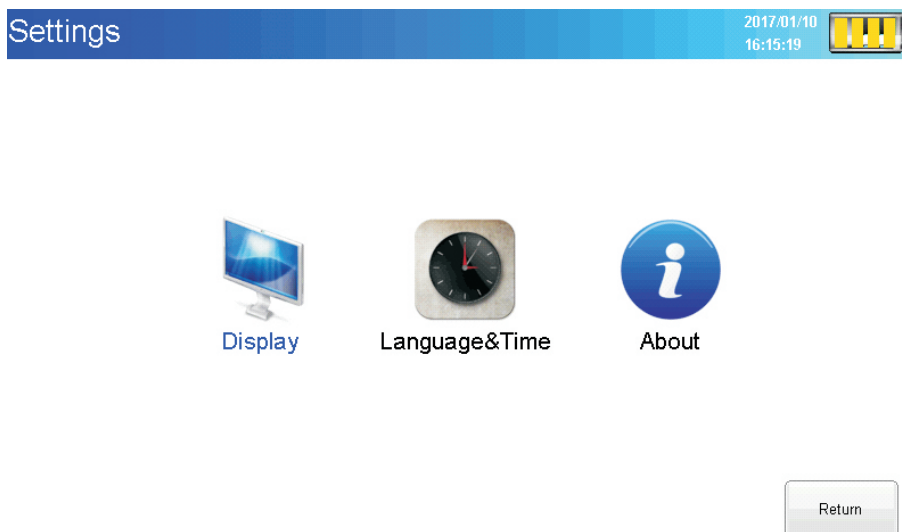 Settings
2017/01/10
16:15:19
Display
Language&Time
About
Return